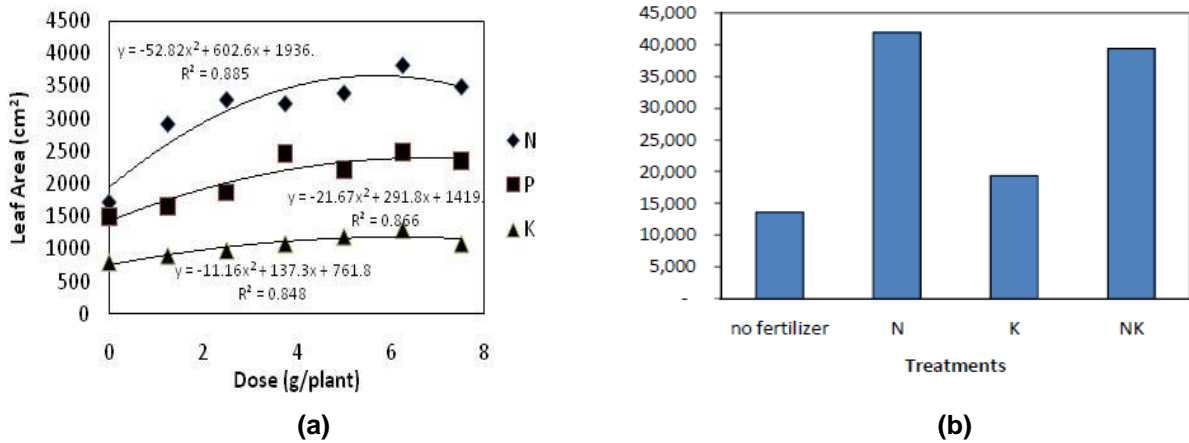 4500
4000
3500
3000
2500
2000
1500
1000
500
0
Leaf Area (cm²)
y = -52.82x² + 602.6x + 1936.
R² = 0.885
y = -21.67x² + 291.8x + 1419.
R² = 0.866
y = -11.16x² + 137.3x + 761.8
R² = 0.848
N
P
K
0 2 4 6 8
Dose (g/plant)
(a)
45,000
40,000
35,000
30,000
25,000
20,000
15,000
10,000
5,000
-
no fertilizer N K NK
Treatments
(b)